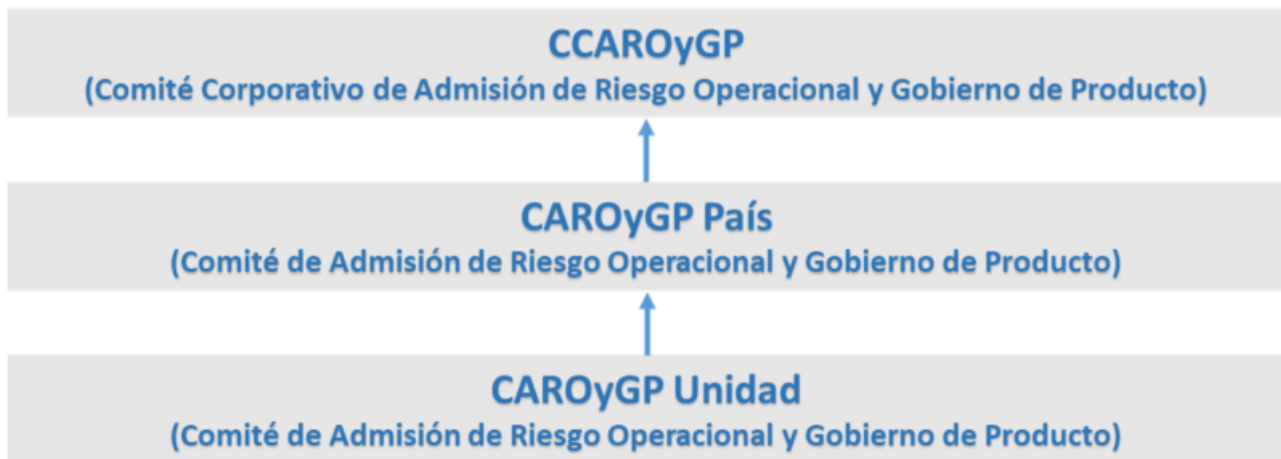 CCAROyGP
(Comité Corporativo de Admisión de Riesgo Operacional y Gobierno de Producto)
CAROyGP País
(Comité de Admisión de Riesgo Operacional y Gobierno de Producto)
CAROyGP Unidad
(Comité de Admisión de Riesgo Operacional y Gobierno de Producto)